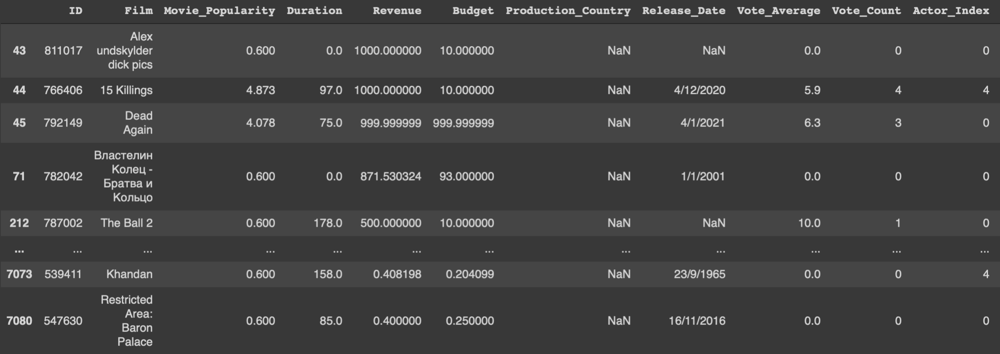 ID Film Movie_Popularity Duration Revenue Budget Production_Country Release_Date Vote_Average Vote_Count Actor_Index
43 811017 Alex undskylder dick pics 0.600 0.0 1000.000000 10.000000 NaN NaN 0.0 0 0
44 766406 15 Killings 4.873 97.0 1000.000000 10.000000 NaN 4/12/2020 5.9 4 4
45 792149 Dead Again 4.078 75.0 999.999999 999.999999 NaN 4/1/2021 6.3 3 0
71 782042 Властелин Колец - Братва и Кольцо 0.600 0.0 871.530324 93.000000 NaN 1/1/2001 0.0 0 0
212 787002 The Ball 2 0.600 178.0 500.000000 10.000000 NaN NaN 10.0 1 0
... ... ... ... ... ... ... ... ... ... ... ...
7073 539411 Khandan 0.600 158.0 0.408198 0.204099 NaN 23/9/1965 0.0 0 4
7080 547630 Restricted Area: Baron Palace 0.600 85.0 0.400000 0.250000 NaN 16/11/2016 0.0 0 0